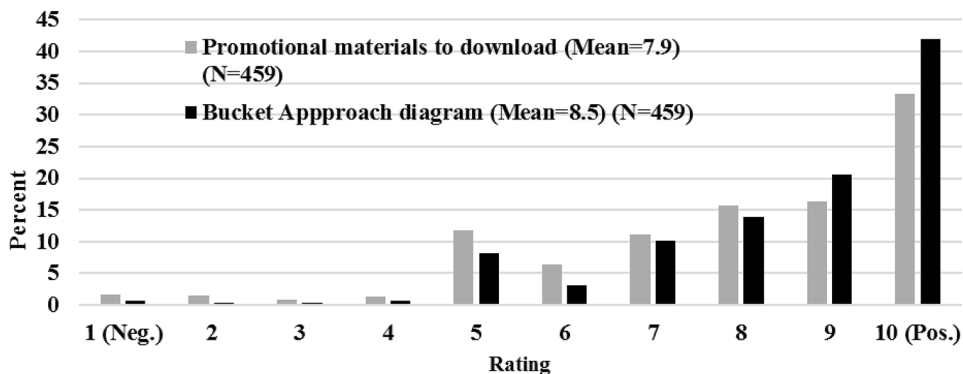 45
40
35
30
25
20
15
10
5
0
Percent
Promotional materials to download (Mean=7.9)
(N=459)
Bucket Appproach diagram (Mean=8.5) (N=459)
1 (Neg.) 2 3 4 5 6 7 8 9 10 (Pos.)
Rating